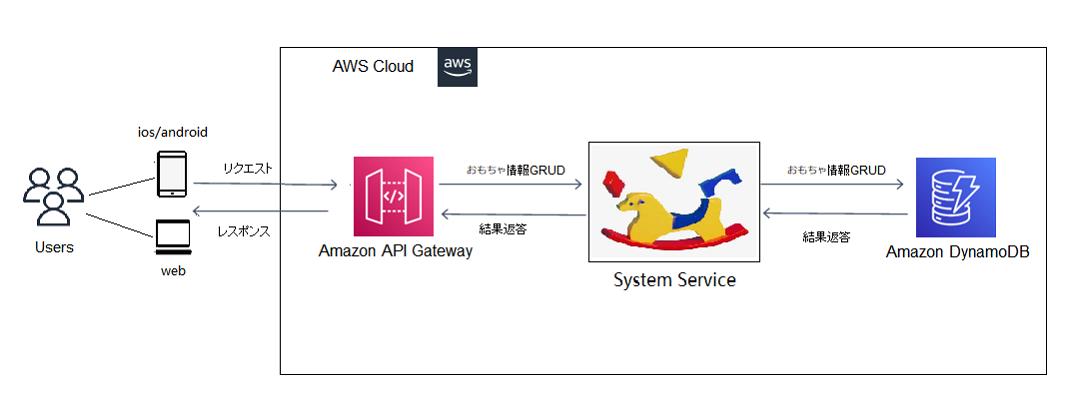 AWS Cloud
aws
ios/android
リクエスト
おもちゃ情報GRUD
おもちゃ情報GRUD
レスポンス
結果返答
結果返答
Users
web
Amazon API Gateway
System Service
Amazon DynamoDB